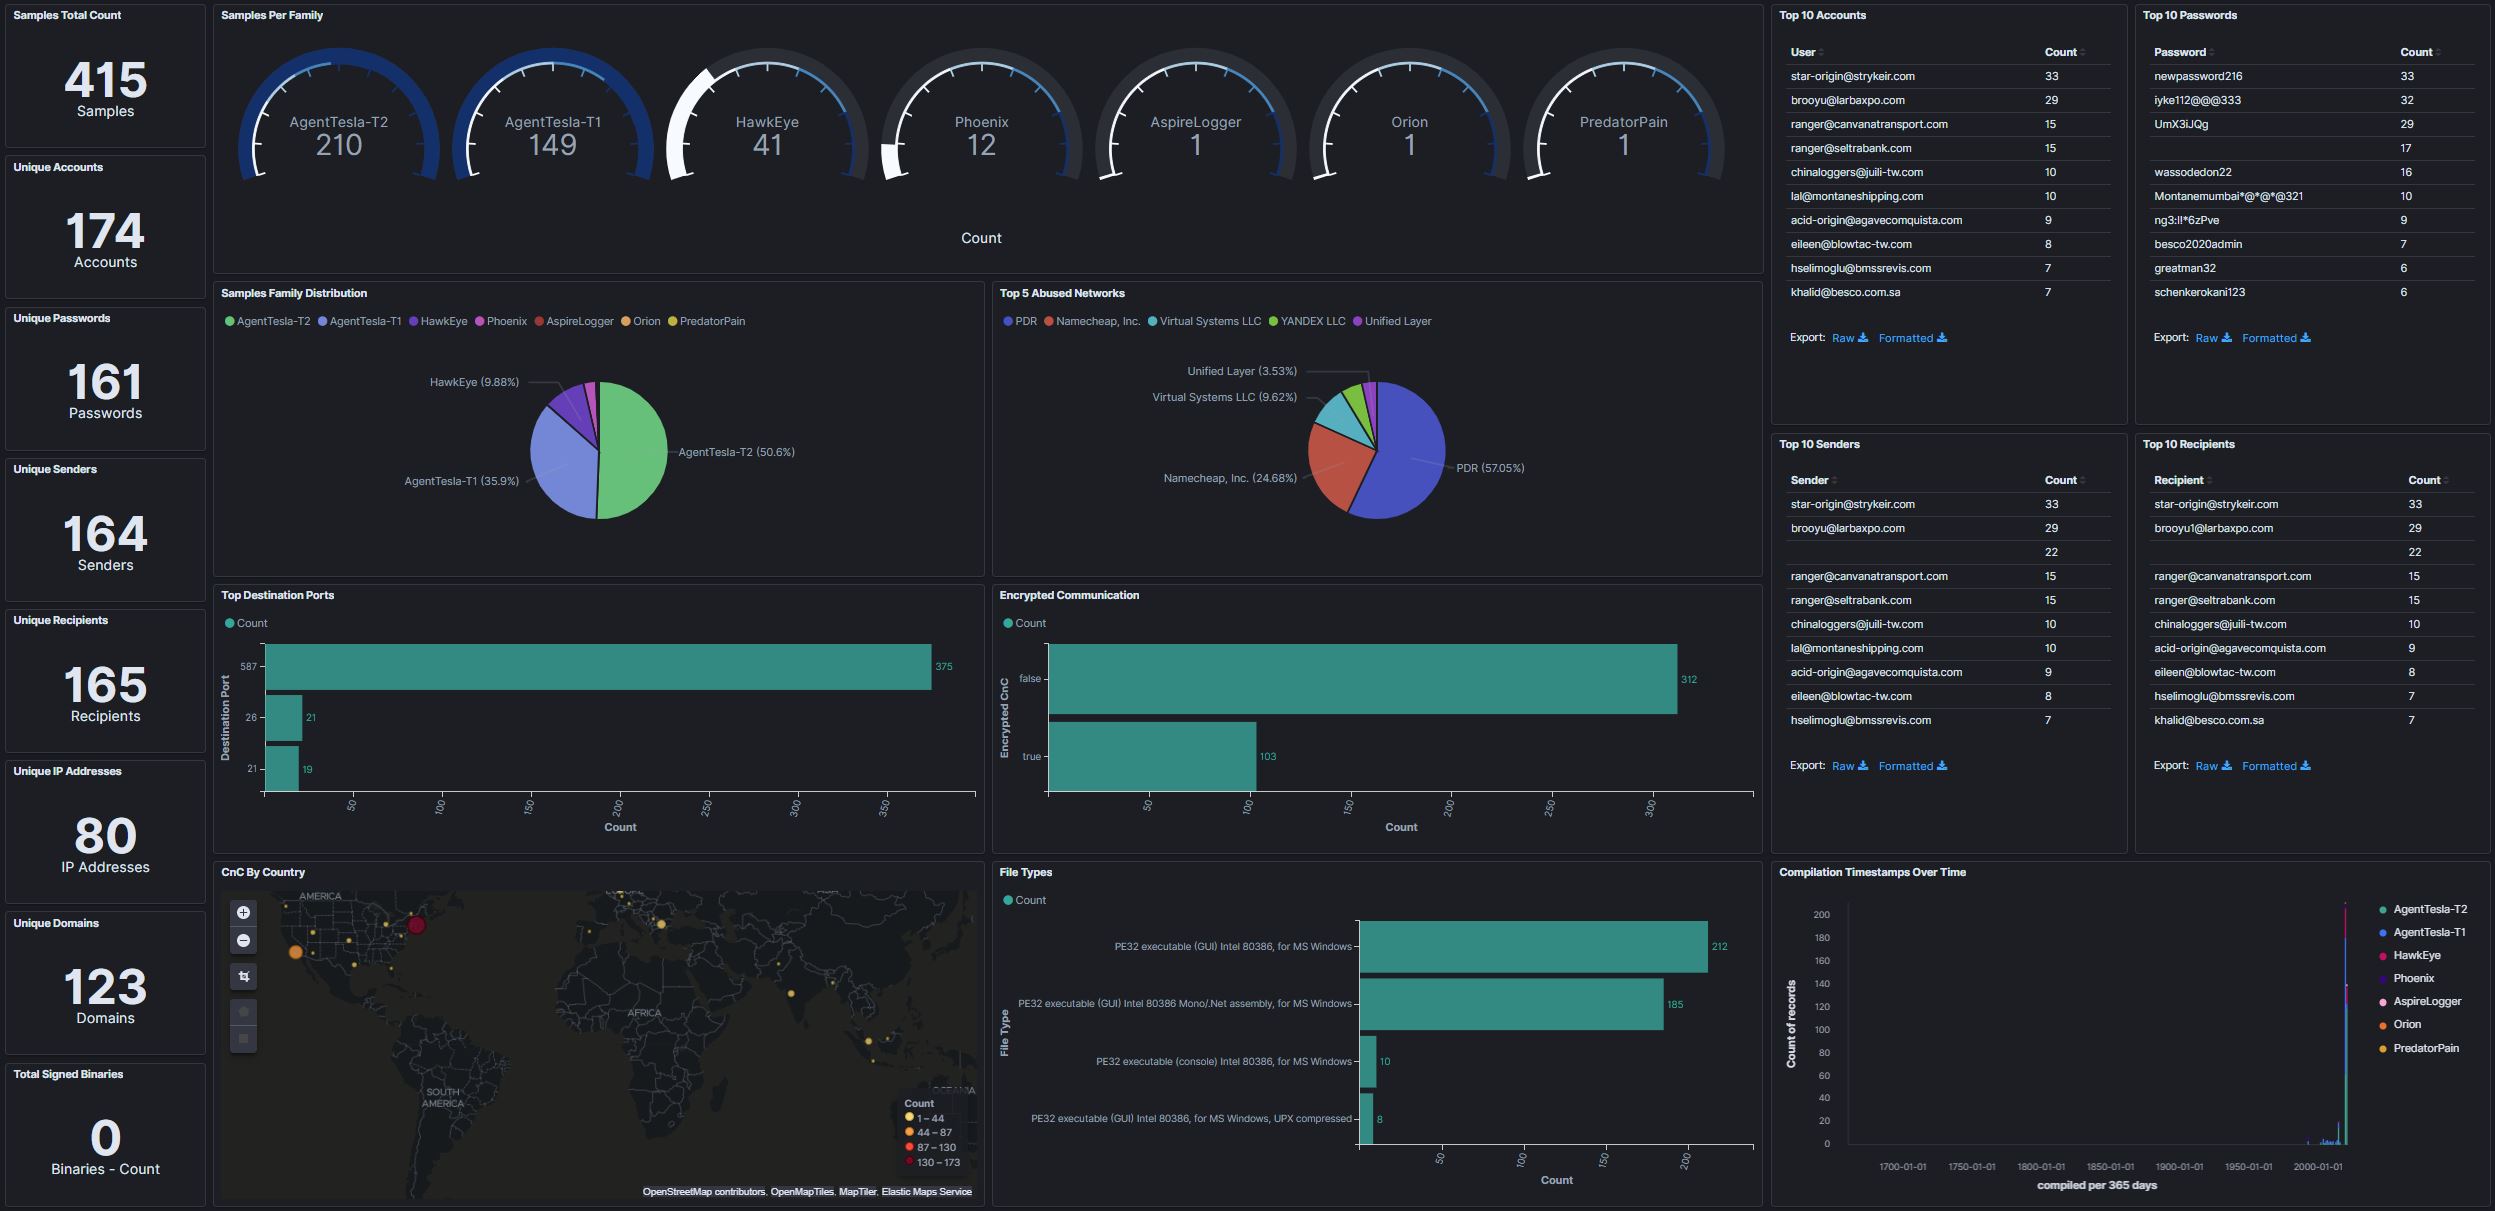 Samples Total Count
415
Samples
Unique Accounts
174
Accounts
Unique Passwords
161
Passwords
Unique Senders
164
Senders
Unique Recipients
165
Recipients
Unique IP Addresses
80
IP Addresses
Unique Domains
123
Domains
Total Signed Binaries
0
Binaries - Count
Samples Per Family
AgentTesla-T2 AgentTesla-T1 HawkEye Phoenix AspireLogger Orion PredatorPain
210 149 41 12 1 1 1
Count
Samples Family Distribution
AgentTesla-T2 AgentTesla-T1 HawkEye Phoenix AspireLogger Orion PredatorPain
HawkEye (9.88%)
AgentTesla-T2 (50.6%)
AgentTesla-T1 (35.9%)
Top 5 Abused Networks
PDR Namecheap, Inc. Virtual Systems LLC YANDEX LLC Unified Layer
Unified Layer (3.53%)
Virtual Systems LLC (9.62%)
PDR (57.05%)
Namecheap, Inc. (24.68%)
Top Destination Ports
Count
Destination Port
587 375
26 21
21 19
50 100 150 200 250 300 350
Count
Encrypted Communication
Count
Encrypted CnC
false 312
true 103
50 100 150 200 250 300
Count
CnC By Country
AMERICA
AFRICA
SOUTH
AMERICA
OCEANIA
Count
1 – 44
44 – 87
87 – 130
130 – 173
OpenStreetMap contributors, OpenMapTiles, MapTiler, Elastic Maps Service
File Types
Count
File Type
PE32 executable (GUI) Intel 80386, for MS Windows 212
PE32 executable (GUI) Intel 80386 Mono/.Net assembly, for MS Windows 185
PE32 executable (console) Intel 80386, for MS Windows 10
PE32 executable (GUI) Intel 80386, for MS Windows, UPX compressed 8
50 100 150 200
Count
Top 10 Accounts
User Count
star-origin@strykeir.com 33
brooyu@larbaxpo.com 29
ranger@canvanatransport.com 15
ranger@seltrabank.com 15
chinaloggers@juili-tw.com 10
lal@montaneshipping.com 10
acid-origin@agavecomquista.com 9
eileen@blowtac-tw.com 8
hselimoglu@bmssrevis.com 7
khalid@besco.com.sa 7
Export: Raw Formatted
Top 10 Passwords
Password Count
newpassword216 33
iyke112@@@333 32
UmX3iJQg 29
17
wassodedon22 16
Montanemumbai*@*@*@321 10
ng3:l!*6zPve 9
besco2020admin 7
greatman32 6
schenkerokani123 6
Export: Raw Formatted
Top 10 Senders
Sender Count
star-origin@strykeir.com 33
brooyu@larbaxpo.com 29
22
ranger@canvanatransport.com 15
ranger@seltrabank.com 15
chinaloggers@juili-tw.com 10
lal@montaneshipping.com 10
acid-origin@agavecomquista.com 9
eileen@blowtac-tw.com 8
hselimoglu@bmssrevis.com 7
Export: Raw Formatted
Top 10 Recipients
Recipient Count
star-origin@strykeir.com 33
brooyu1@larbaxpo.com 29
22
ranger@canvanatransport.com 15
ranger@seltrabank.com 15
chinaloggers@juili-tw.com 10
acid-origin@agavecomquista.com 9
eileen@blowtac-tw.com 8
hselimoglu@bmssrevis.com 7
khalid@besco.com.sa 7
Export: Raw Formatted
Compilation Timestamps Over Time
Count of records
200
180
160
140
120
100
80
60
40
20
0
1700-01-01 1750-01-01 1800-01-01 1850-01-01 1900-01-01 1950-01-01 2000-01-01
compiled per 365 days
AgentTesla-T2
AgentTesla-T1
HawkEye
Phoenix
AspireLogger
Orion
PredatorPain